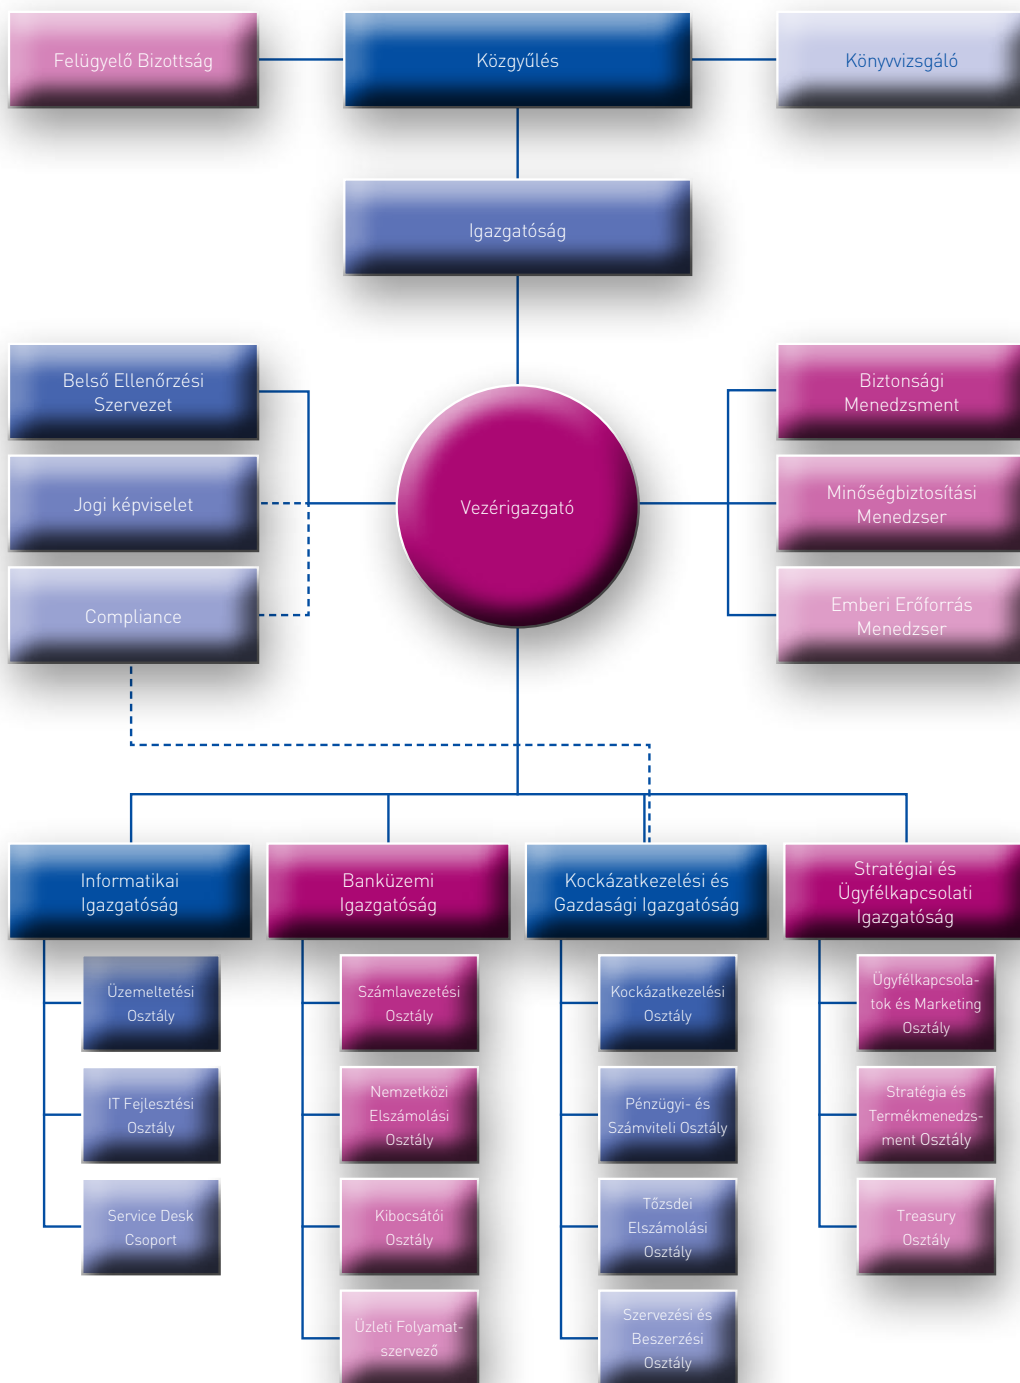 Felügyelő Bizottság
Közgyűlés
Könyvvizsgáló
Igazgatóság
Belső Ellenőrzési
Szervezet
Jogi képviselet
Compliance
Vezérigazgató
Biztonsági
Menedzsment
Minőségbiztosítási
Menedzser
Emberi Erőforrás
Menedzser
Informatikai
Igazgatóság
Üzemeltetési
Osztály
IT Fejlesztési
Osztály
Service Desk
Csoport
Banküzemi
Igazgatóság
Számlavezetési
Osztály
Nemzetközi
Elszámolási
Osztály
Kibocsátói
Osztály
Üzleti Folyamat-
szervező
Kockázatkezelési és
Gazdasági Igazgatóság
Kockázatkezelési
Osztály
Pénzügyi- és
Számviteli Osztály
Tőzsdei
Elszámolási
Osztály
Szervezési és
Beszerzési
Osztály
Stratégiai és
Ügyfélkapcsolati
Igazgatóság
Ügyfélkapcsola-
tok és Marketing
Osztály
Stratégia és
Termékmenedzs-
ment Osztály
Treasury
Osztály